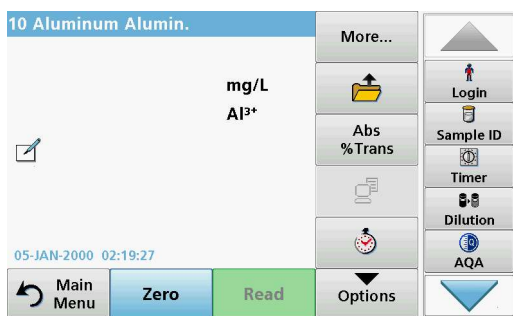 10 Aluminum Alumin.
mg/L
Al³⁺
05-JAN-2000 02:19:27
Main
Menu
Zero
Read
More...
Abs
%Trans
Options
Login
Sample ID
Timer
Dilution
AQA